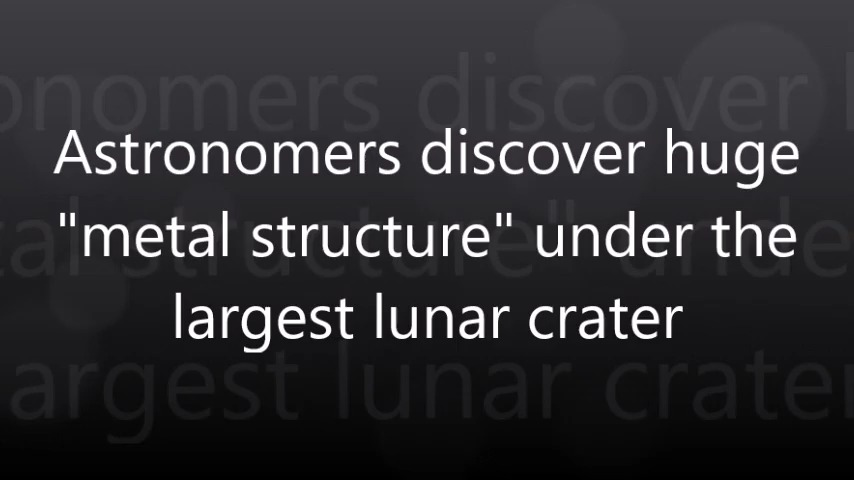 Astronomers discover huge
"metal structure" under the
largest lunar crater